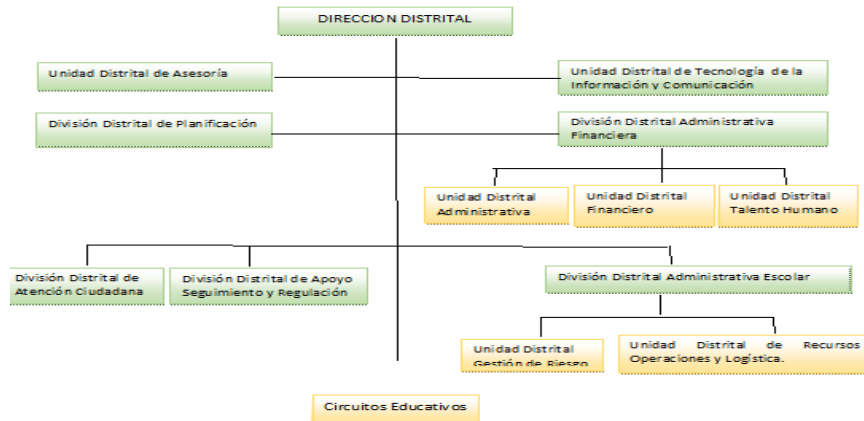 DIRECCION DISTRITAL
Unidad Distrital de Asesoría
Unidad Distrital de Tecnología de la
Información y Comunicación
División Distrital de Planificación
División Distrital Administrativa
Financiera
Unidad Distrital
Administrativa
Unidad Distrital
Financiero
Unidad Distrital
Talento Humano
División Distrital de
Atención Ciudadana
División Distrital de Apoyo
Seguimiento y Regulación
División Distrital Administrativa Escolar
Unidad Distrital
Gestión de Riesgo
Unidad Distrital de Recursos
Operaciones y Logística.
Circuitos Educativos